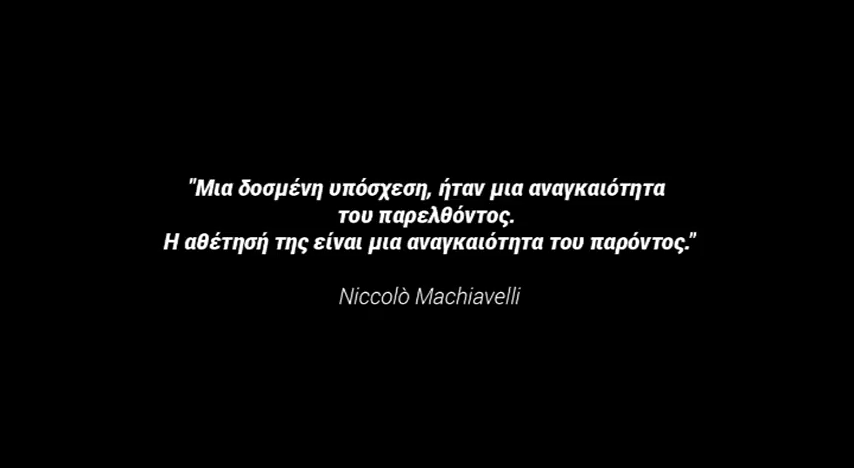 "Μια δοσμένη υπόσχεση, ήταν μια αναγκαιότητα
του παρελθόντος.
Η αθέτησή της είναι μια αναγκαιότητα του παρόντος."
Niccolò Machiavelli